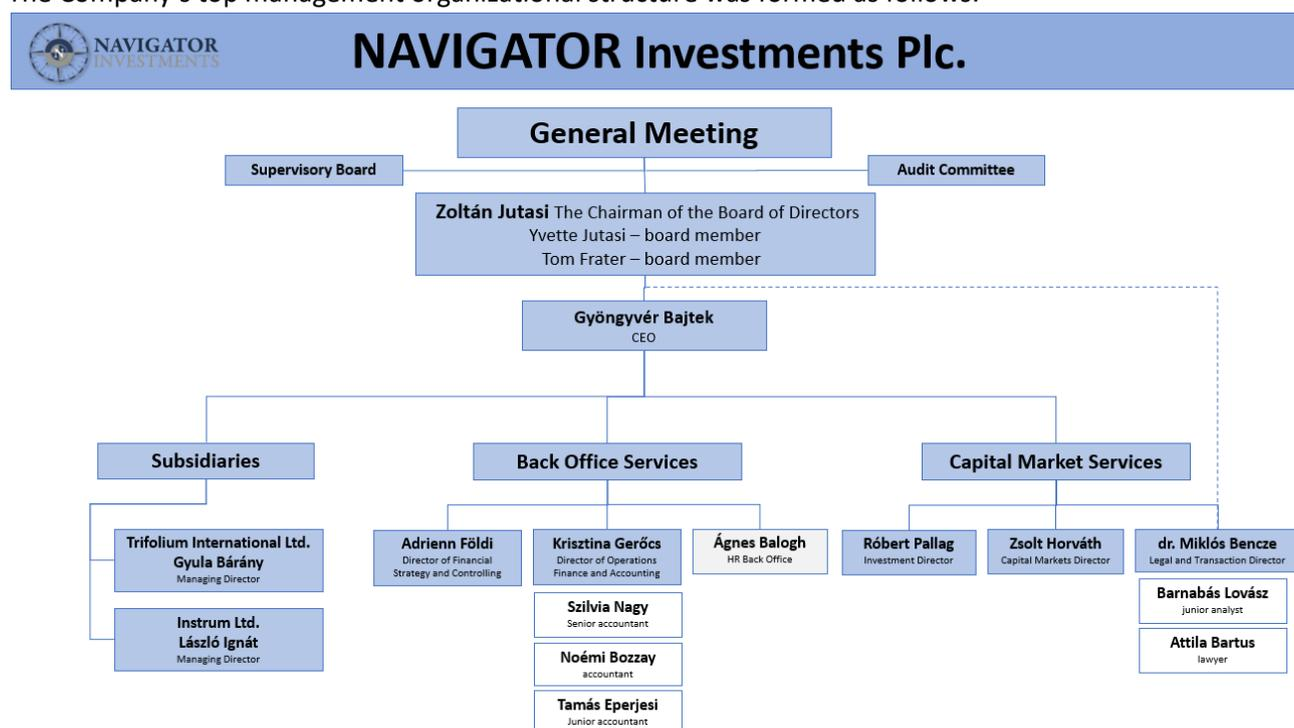 The Company's top management organizational structure was formed as follows:
NAVIGATOR
INVESTMENTS
NAVIGATOR Investments Plc.
General Meeting
Supervisory Board
Audit Committee
Zoltán Jutasi The Chairman of the Board of Directors
Yvette Jutasi – board member
Tom Frater – board member
Gyöngyvér Bajtek
CEO
Subsidiaries
Back Office Services
Capital Market Services
Trifolium International Ltd.
Gyula Bárány
Managing Director
Instrum Ltd.
László Ignát
Managing Director
Adrienn Földi
Director of Financial
Strategy and Controlling
Krisztina Gerőcs
Director of Operations
Finance and Accounting
Szilvia Nagy
Senior accountant
Noémi Bozzay
accountant
Tamás Eperjesi
Junior accountant
Ágnes Balogh
HR Back Office
Róbert Pallag
Investment Director
Zsolt Horváth
Capital Markets Director
dr. Miklós Bencze
Legal and Transaction Director
Barnabás Lovász
junior analyst
Attila Bartus
lawyer